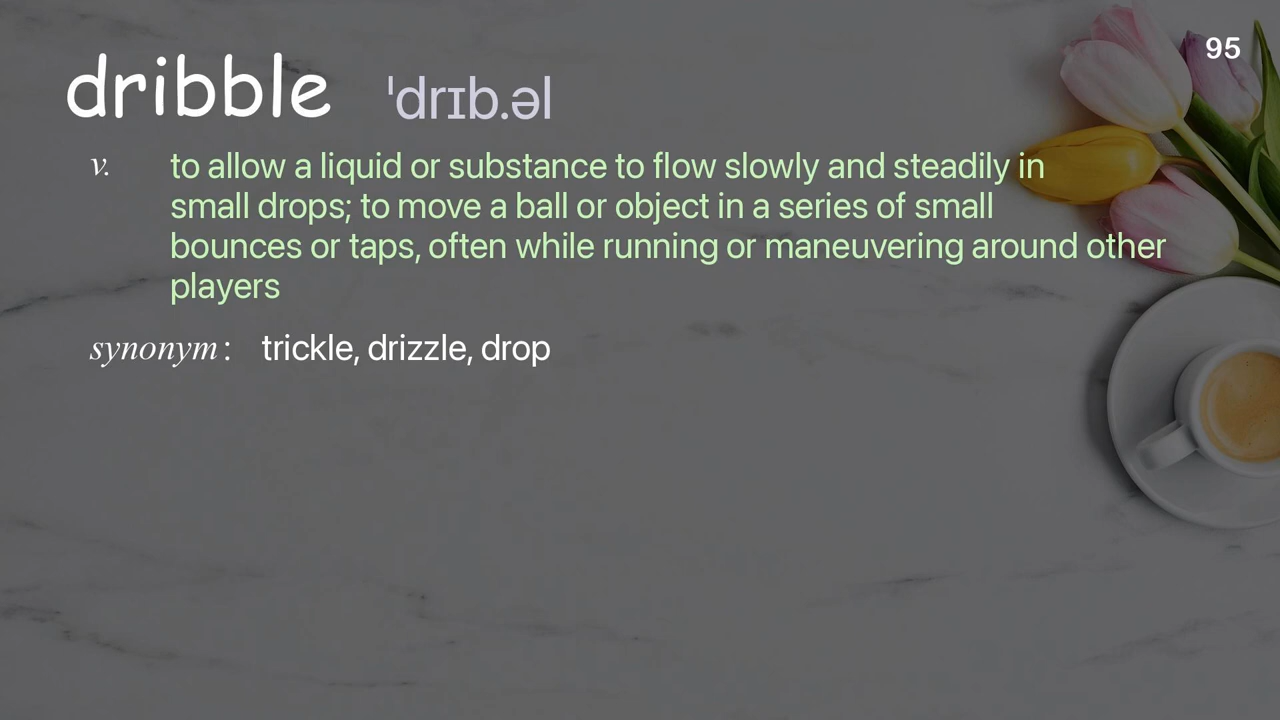 95
dribble ˈdrɪb.əl
v. to allow a liquid or substance to flow slowly and steadily in
small drops; to move a ball or object in a series of small
bounces or taps, often while running or maneuvering around other
players
synonym: trickle, drizzle, drop